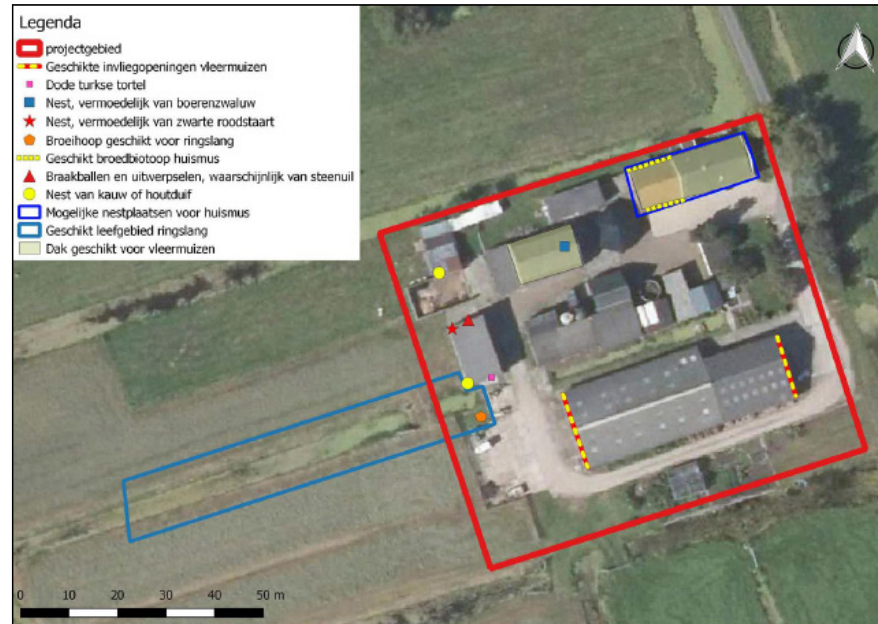 Legenda
projectgebied
Geschikte invliegopeningen vleermuizen
Dode turkse tortel
Nest, vermoedelijk van boerenzwaluw
Nest, vermoedelijk van zwarte roodstaart
Broeihoop geschikt voor ringslang
Geschikt broedbiotoop huismus
Braakballen en uitwerpselen, waarschijnlijk van steenuil
Nest van kauw of houtduif
Mogelijke nestplaatsen voor huismus
Geschikt leefgebied ringslang
Dak geschikt voor vleermuizen
0 10 20 30 40 50 m